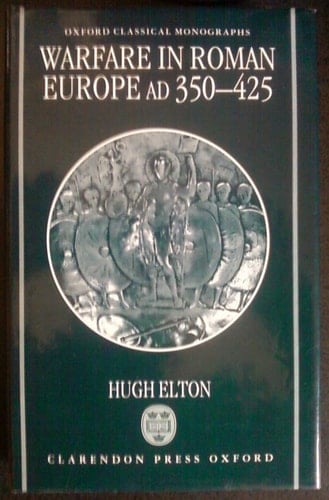 OXFORD CLASSICAL MONOGRAPHS
WARFARE IN ROMAN
EUROPE AD 350–425
HUGH ELTON
CLARENDON PRESS OXFORD